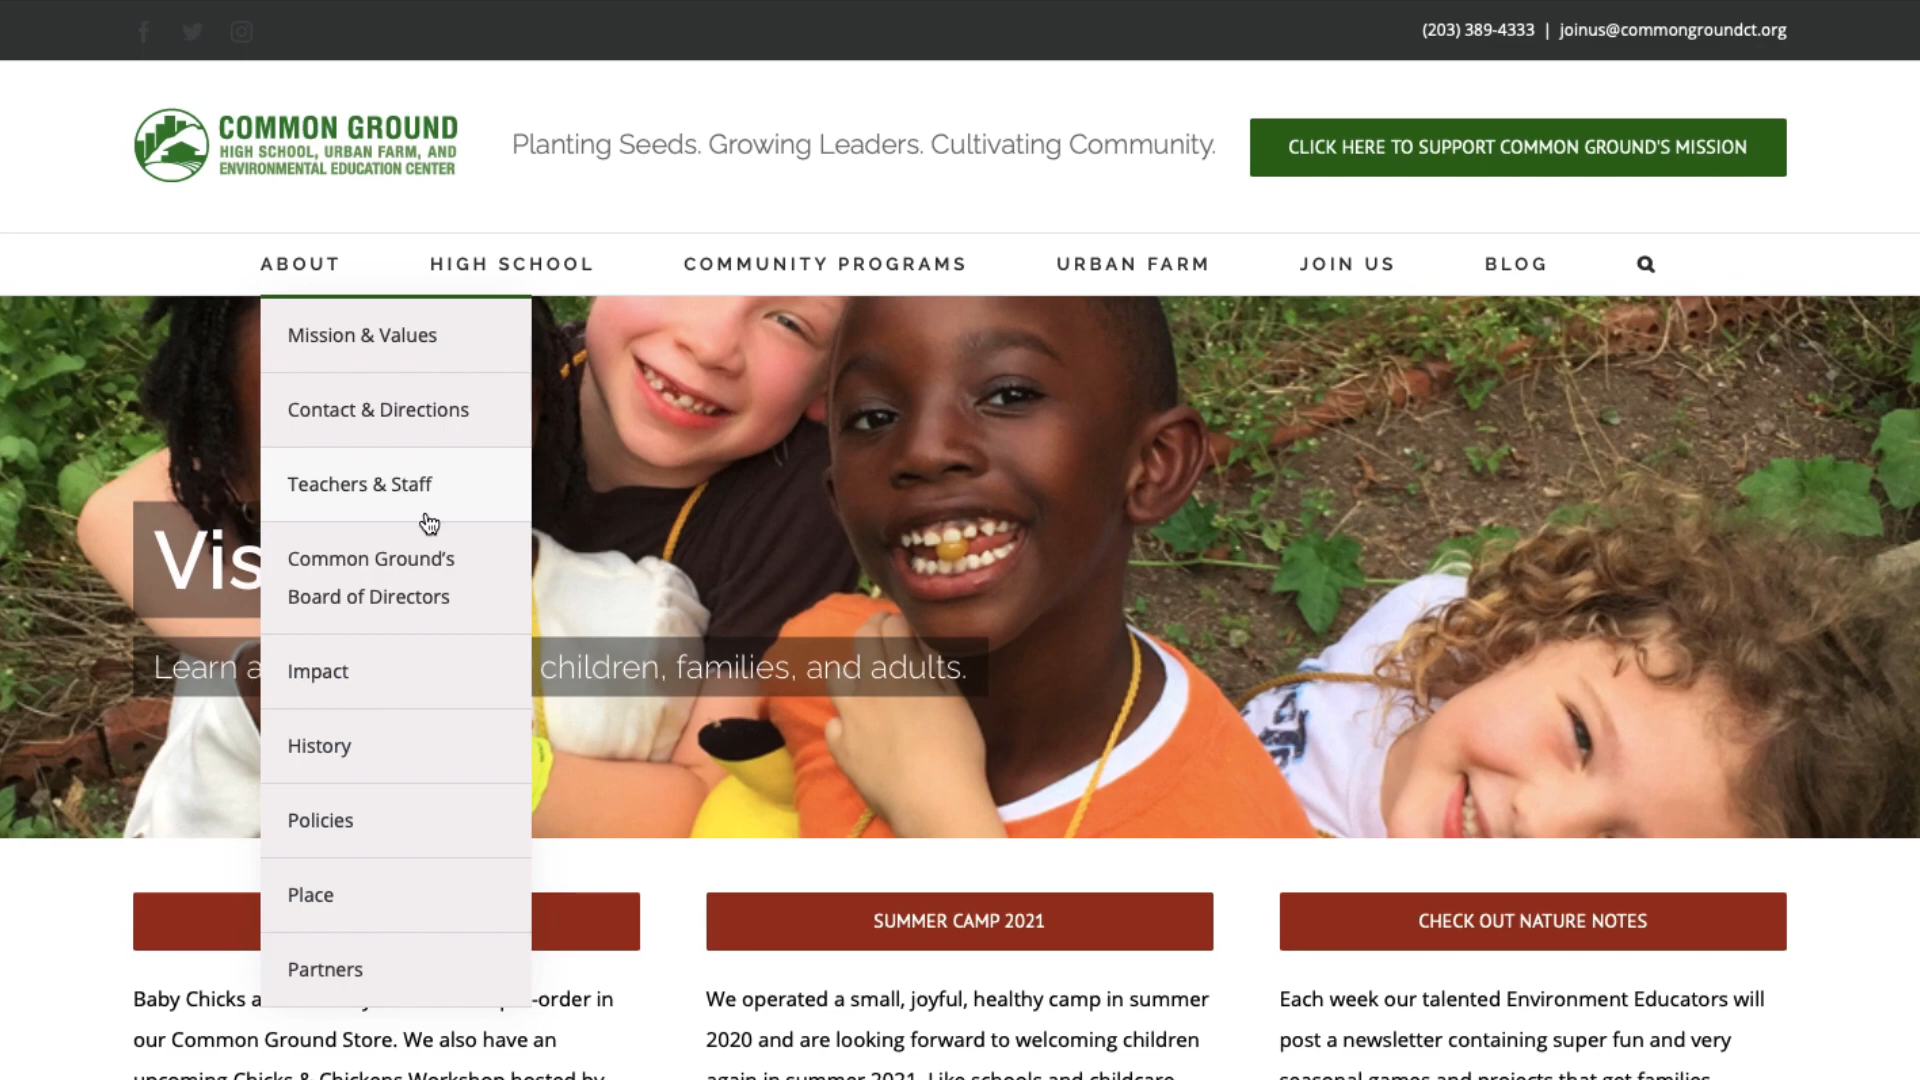 (203) 389-4333 | joinus@commongroundct.org
COMMON GROUND
HIGH SCHOOL, URBAN FARM, AND
ENVIRONMENTAL EDUCATION CENTER
Planting Seeds. Growing Leaders. Cultivating Community.
CLICK HERE TO SUPPORT COMMON GROUND'S MISSION
ABOUT
HIGH SCHOOL
COMMUNITY PROGRAMS
URBAN FARM
JOIN US
BLOG
Mission & Values
Contact & Directions
Teachers & Staff
Common Ground's
Board of Directors
Impact
History
Policies
Place
Partners
Learn
children, families, and adults.
SUMMER CAMP 2021
CHECK OUT NATURE NOTES
Baby Chicks
-order in
our Common Ground Store. We also have an
upcoming Chicks & Chickens Workshop hosted by
We operated a small, joyful, healthy camp in summer
2020 and are looking forward to welcoming children
again in summer 2021. Like schools and childcare
Each week our talented Environment Educators will
post a newsletter containing super fun and very
seasonal games and projects that get families